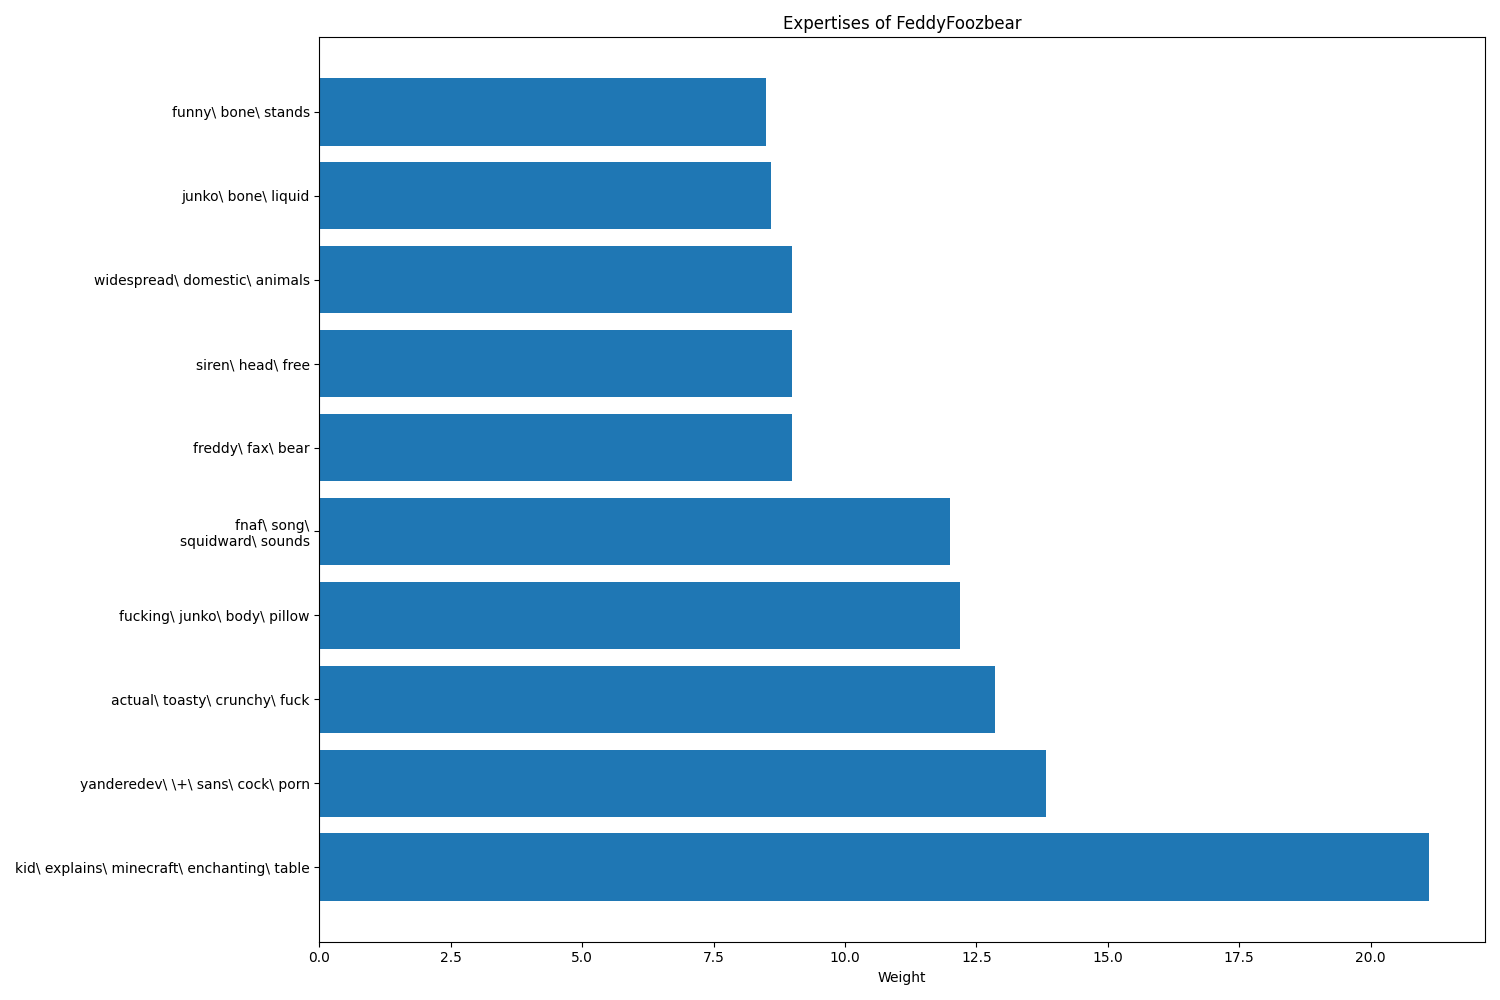 Expertises of FeddyFoozbear
funny\ bone\ stands
junko\ bone\ liquid
widespread\ domestic\ animals
siren\ head\ free
freddy\ fax\ bear
fnaf\ song\
squidward\ sounds
fucking\ junko\ body\ pillow
actual\ toasty\ crunchy\ fuck
yanderedev\ \+\ sans\ cock\ porn
kid\ explains\ minecraft\ enchanting\ table
0.0 2.5 5.0 7.5 10.0 12.5 15.0 17.5 20.0
Weight